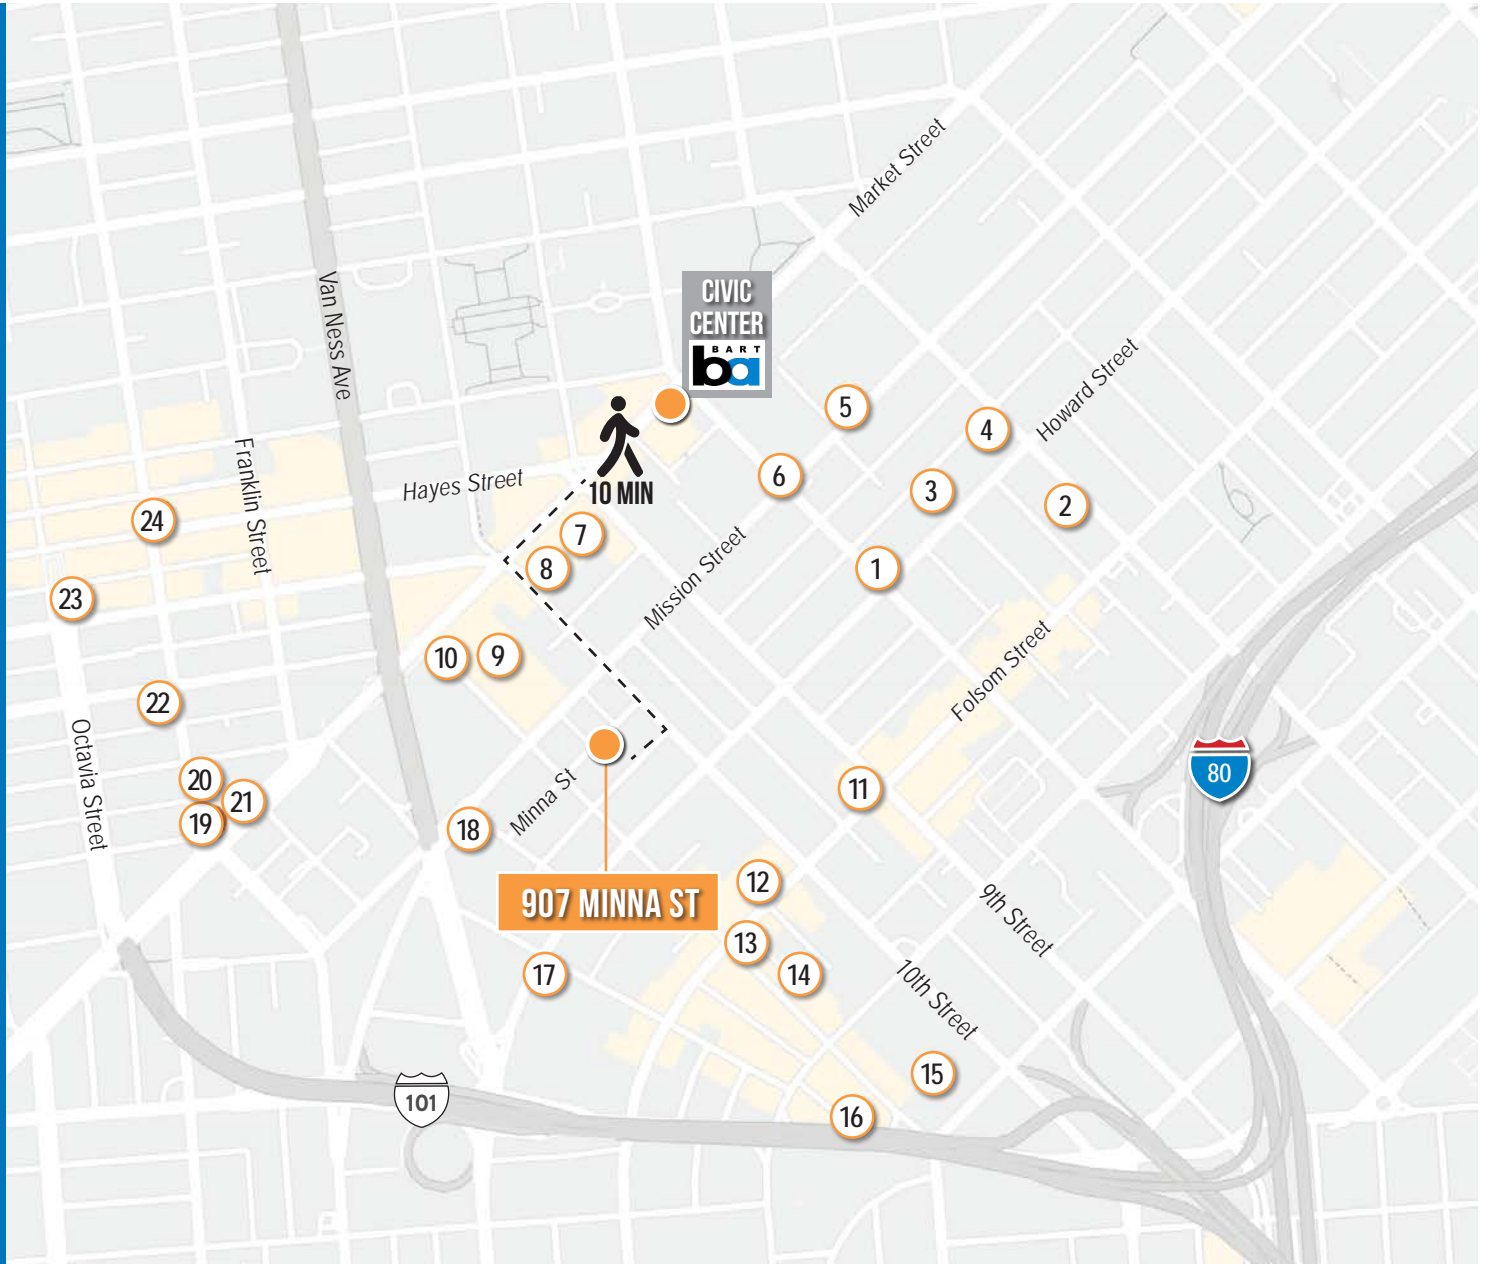 Market Street
CIVIC
CENTER
BART
ba
Van Ness Ave
Howard Street
5
4
6
3
2
Hayes Street
10 MIN
Franklin Street
24
7
8
1
Mission Street
23
10
9
Folsom Street
22
Octavia Street
20
21
19
18
Minna St
11
80
907 MINNA ST
12
9th Street
13
14
17
10th Street
15
16
101